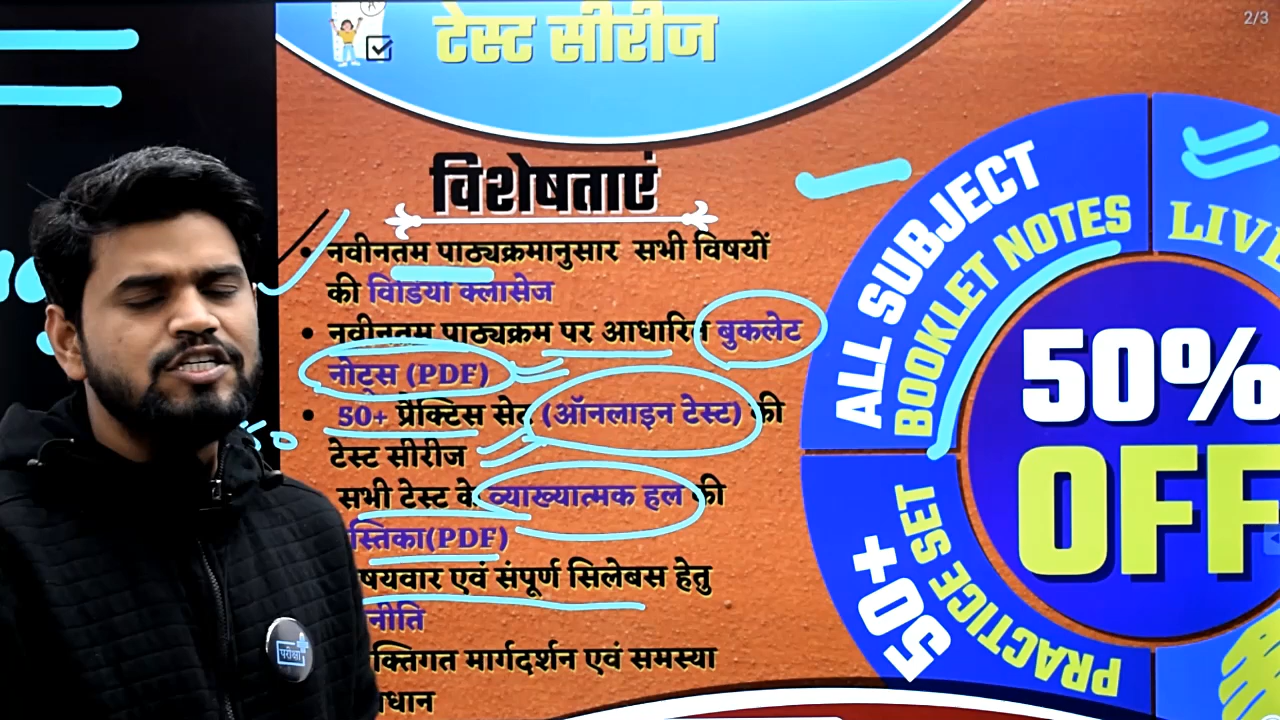 2/3
टेस्ट सीरीज
विशेषताएं
नवीनतम पाठ्यक्रमानुसार सभी विषयों
की विडियो क्लासेज
नवीनतम पाठ्यक्रम पर आधारित बुकलेट
नोट्स (PDF)
50+ प्रैक्टिस सेट (ऑनलाइन टेस्ट) की
टेस्ट सीरीज
सभी टेस्ट के व्याख्यात्मक हल की
स्तिका(PDF)
षयवार एवं संपूर्ण सिलेबस हेतु
नीति
क्तिगत मार्गदर्शन एवं समस्या
धान
ALL SUBJECT
BOOKLET NOTES
LIVE
50%
OFF
50+
PRACTICE SET
परीक्षा